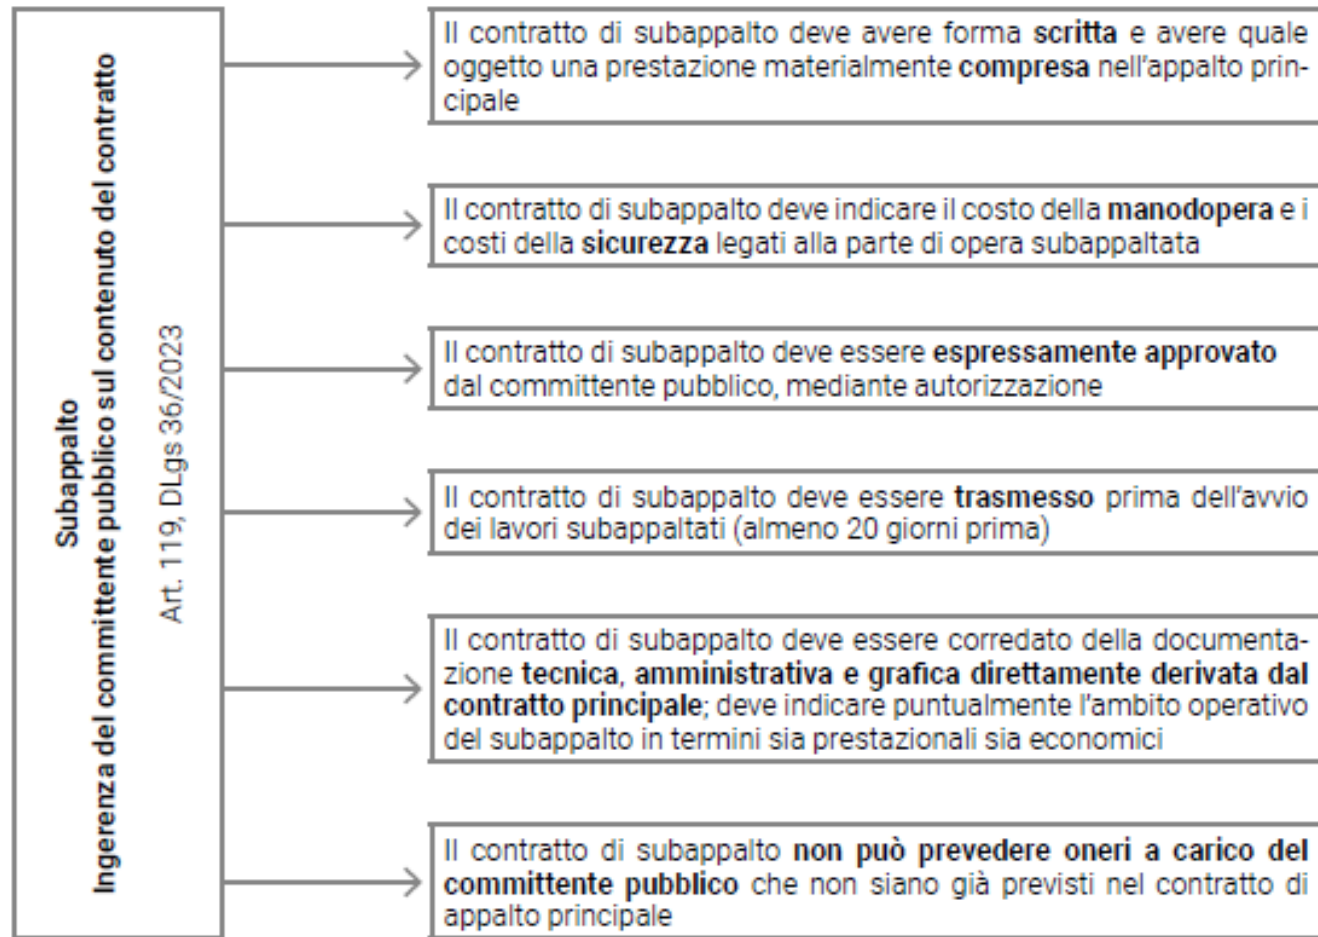 Subappalto
Ingerenza del committente pubblico sul contenuto del contratto
Art. 119, DLgs 36/2023
Il contratto di subappalto deve avere forma scritta e avere quale
oggetto una prestazione materialmente compresa nell'appalto prin-
cipale
Il contratto di subappalto deve indicare il costo della manodopera e i
costi della sicurezza legati alla parte di opera subappaltata
Il contratto di subappalto deve essere espressamente approvato
dal committente pubblico, mediante autorizzazione
Il contratto di subappalto deve essere trasmesso prima dell'avvio
dei lavori subappaltati (almeno 20 giorni prima)
Il contratto di subappalto deve essere corredato della documenta-
zione tecnica, amministrativa e grafica direttamente derivata dal
contratto principale; deve indicare puntualmente l'ambito operativo
del subappalto in termini sia prestazionali sia economici
Il contratto di subappalto non può prevedere oneri a carico del
committente pubblico che non siano già previsti nel contratto di
appalto principale